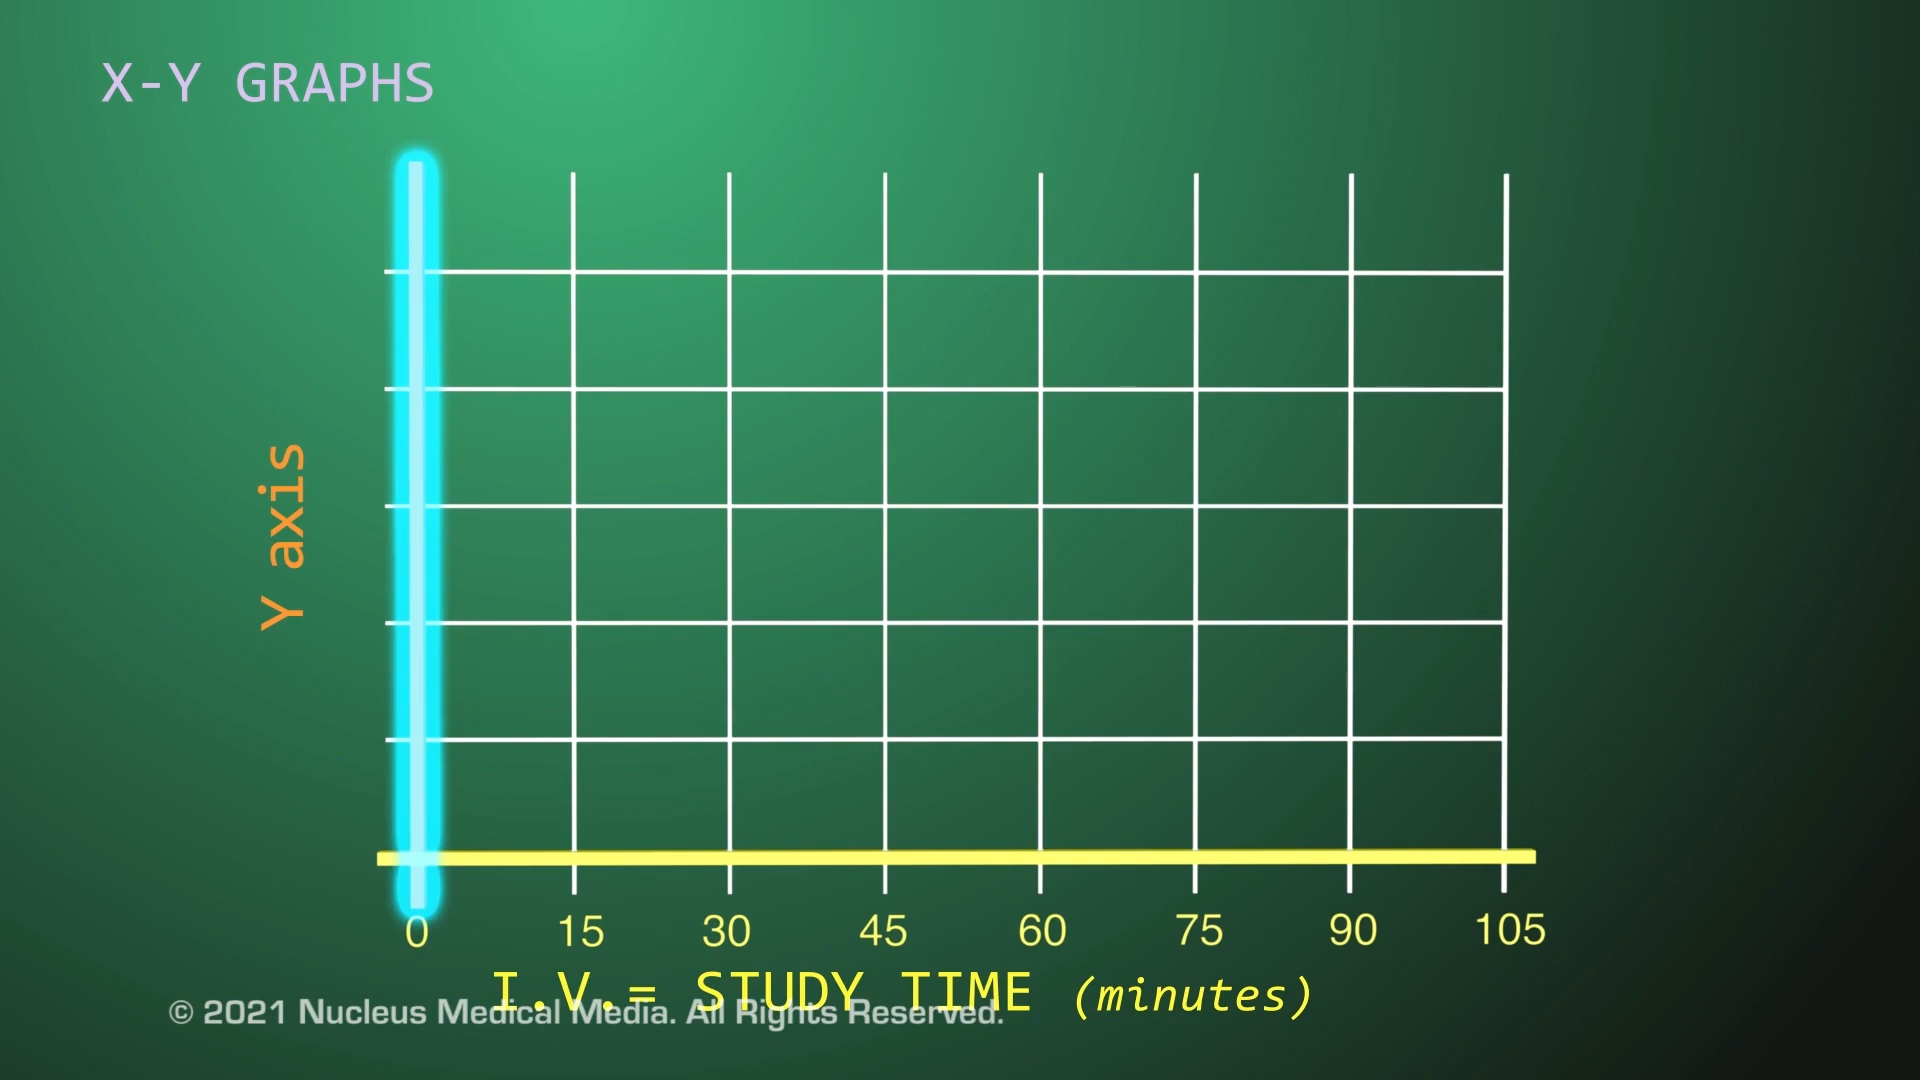 X-Y GRAPHS
Y axis
0 15 30 45 60 75 90 105
I.V.= STUDY TIME (minutes)
© 2021 Nucleus Medical Media. All Rights Reserved.